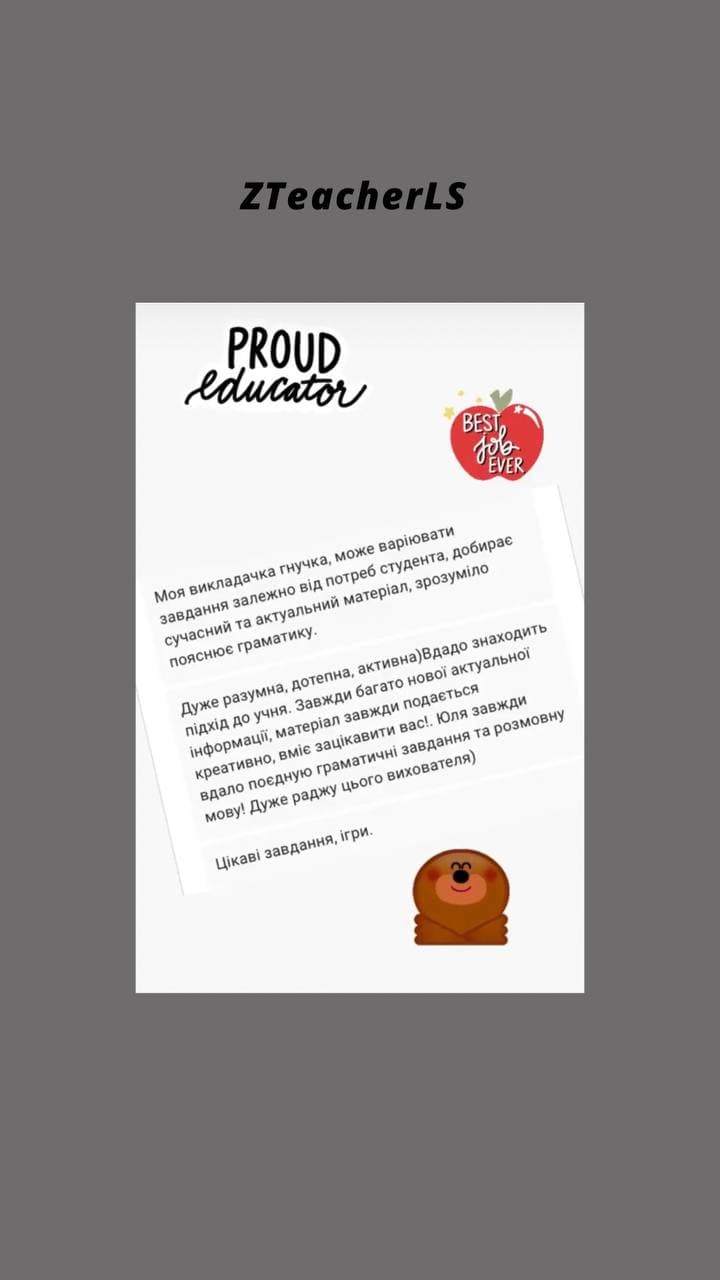 ZTeacherLS
PROUD
educator
BEST
job
EVER
Моя викладачка гнучка, може варіювати
завдання залежно від потреб студента, добирає
сучасний та актуальний матеріал, зрозуміло
пояснює граматику.
Дуже разумна, дотепна, активна)Вдадо знаходить
підхід до учня. Завжди багато нової актуальної
інформації, матеріал завжди подається
креативно, вміє зацікавити вас!. Юля завжди
вдало поєдную граматичні завдання та розмовну
мову! Дуже раджу цього вихователя)
Цікаві завдання, ігри.